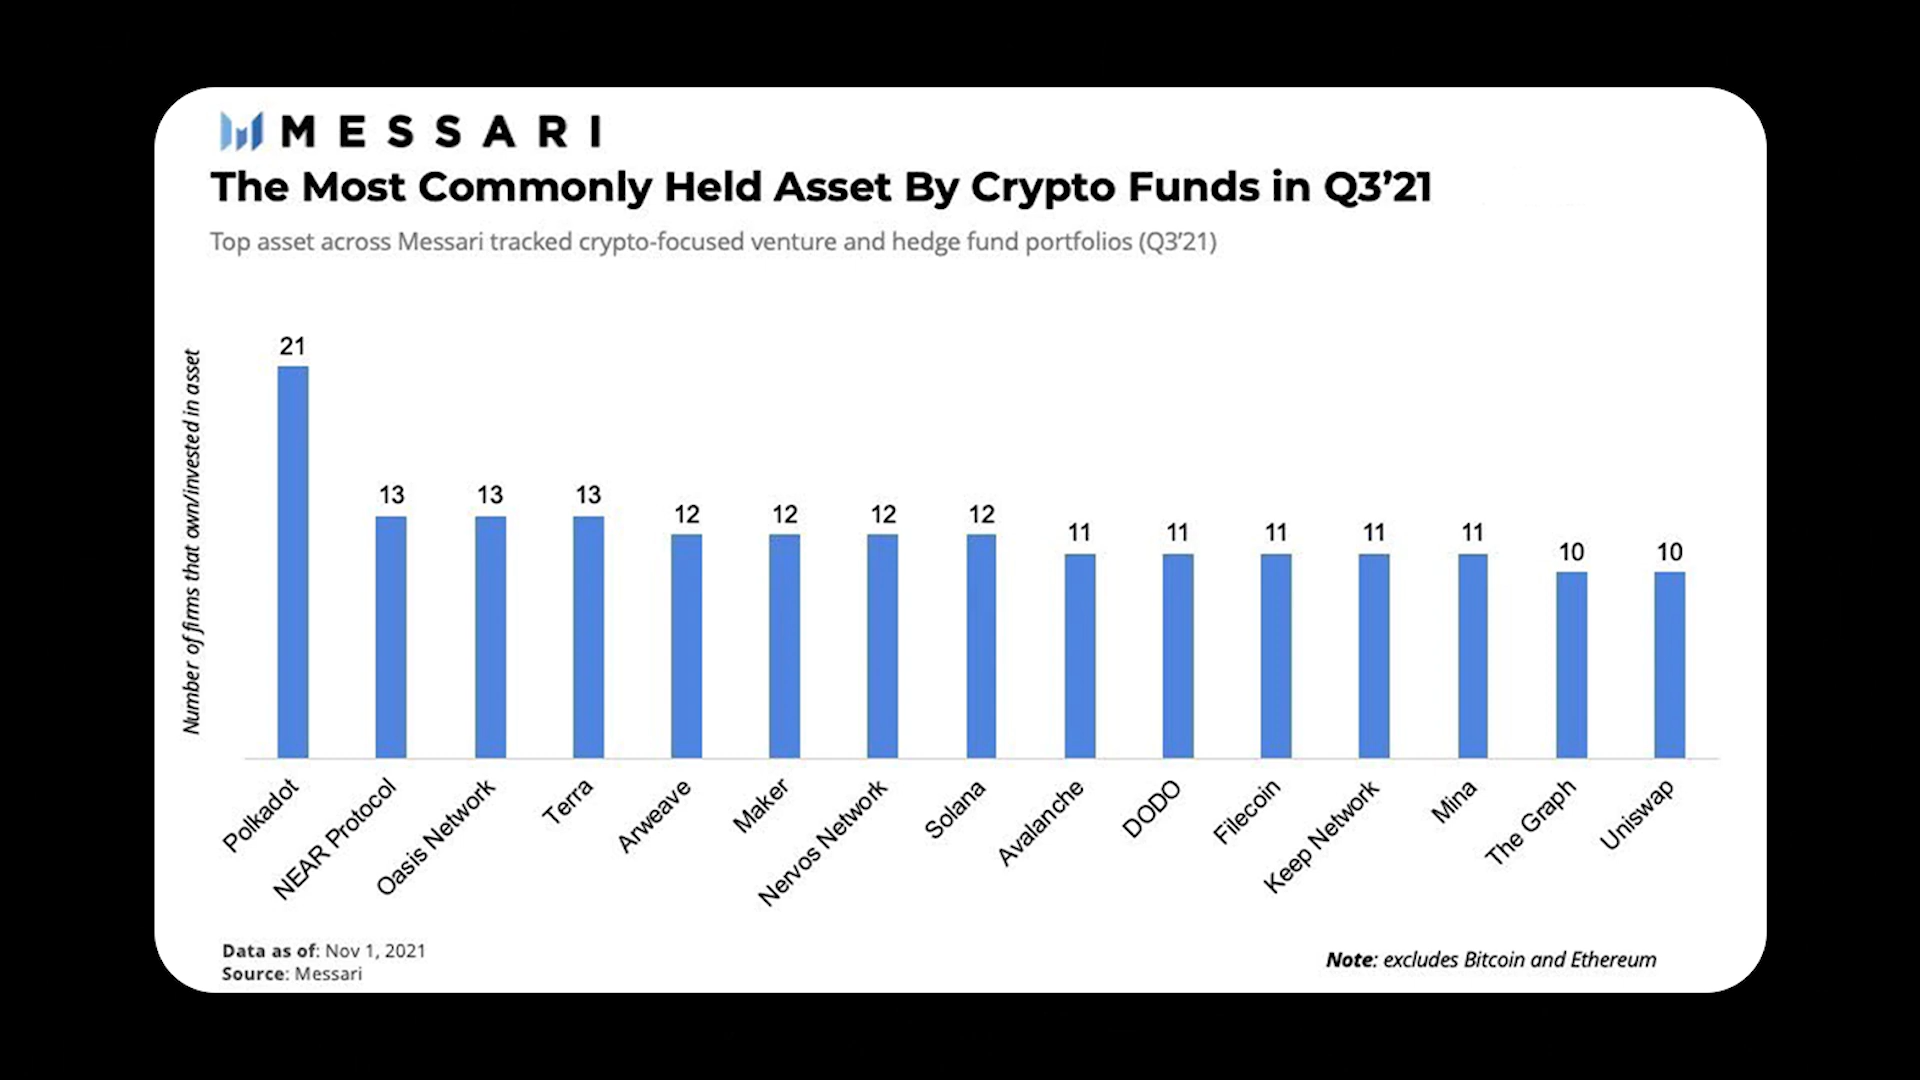 MESSARI
The Most Commonly Held Asset By Crypto Funds in Q3’21
Top asset across Messari tracked crypto-focused venture and hedge fund portfolios (Q3’21)
Number of firms that own/invested in asset
21
13
13
13
12
12
12
12
11
11
11
11
11
10
10
Polkadot
NEAR Protocol
Oasis Network
Terra
Arweave
Maker
Nervos Network
Solana
Avalanche
DODO
Filecoin
Keep Network
Mina
The Graph
Uniswap
Data as of: Nov 1, 2021
Source: Messari
Note: excludes Bitcoin and Ethereum